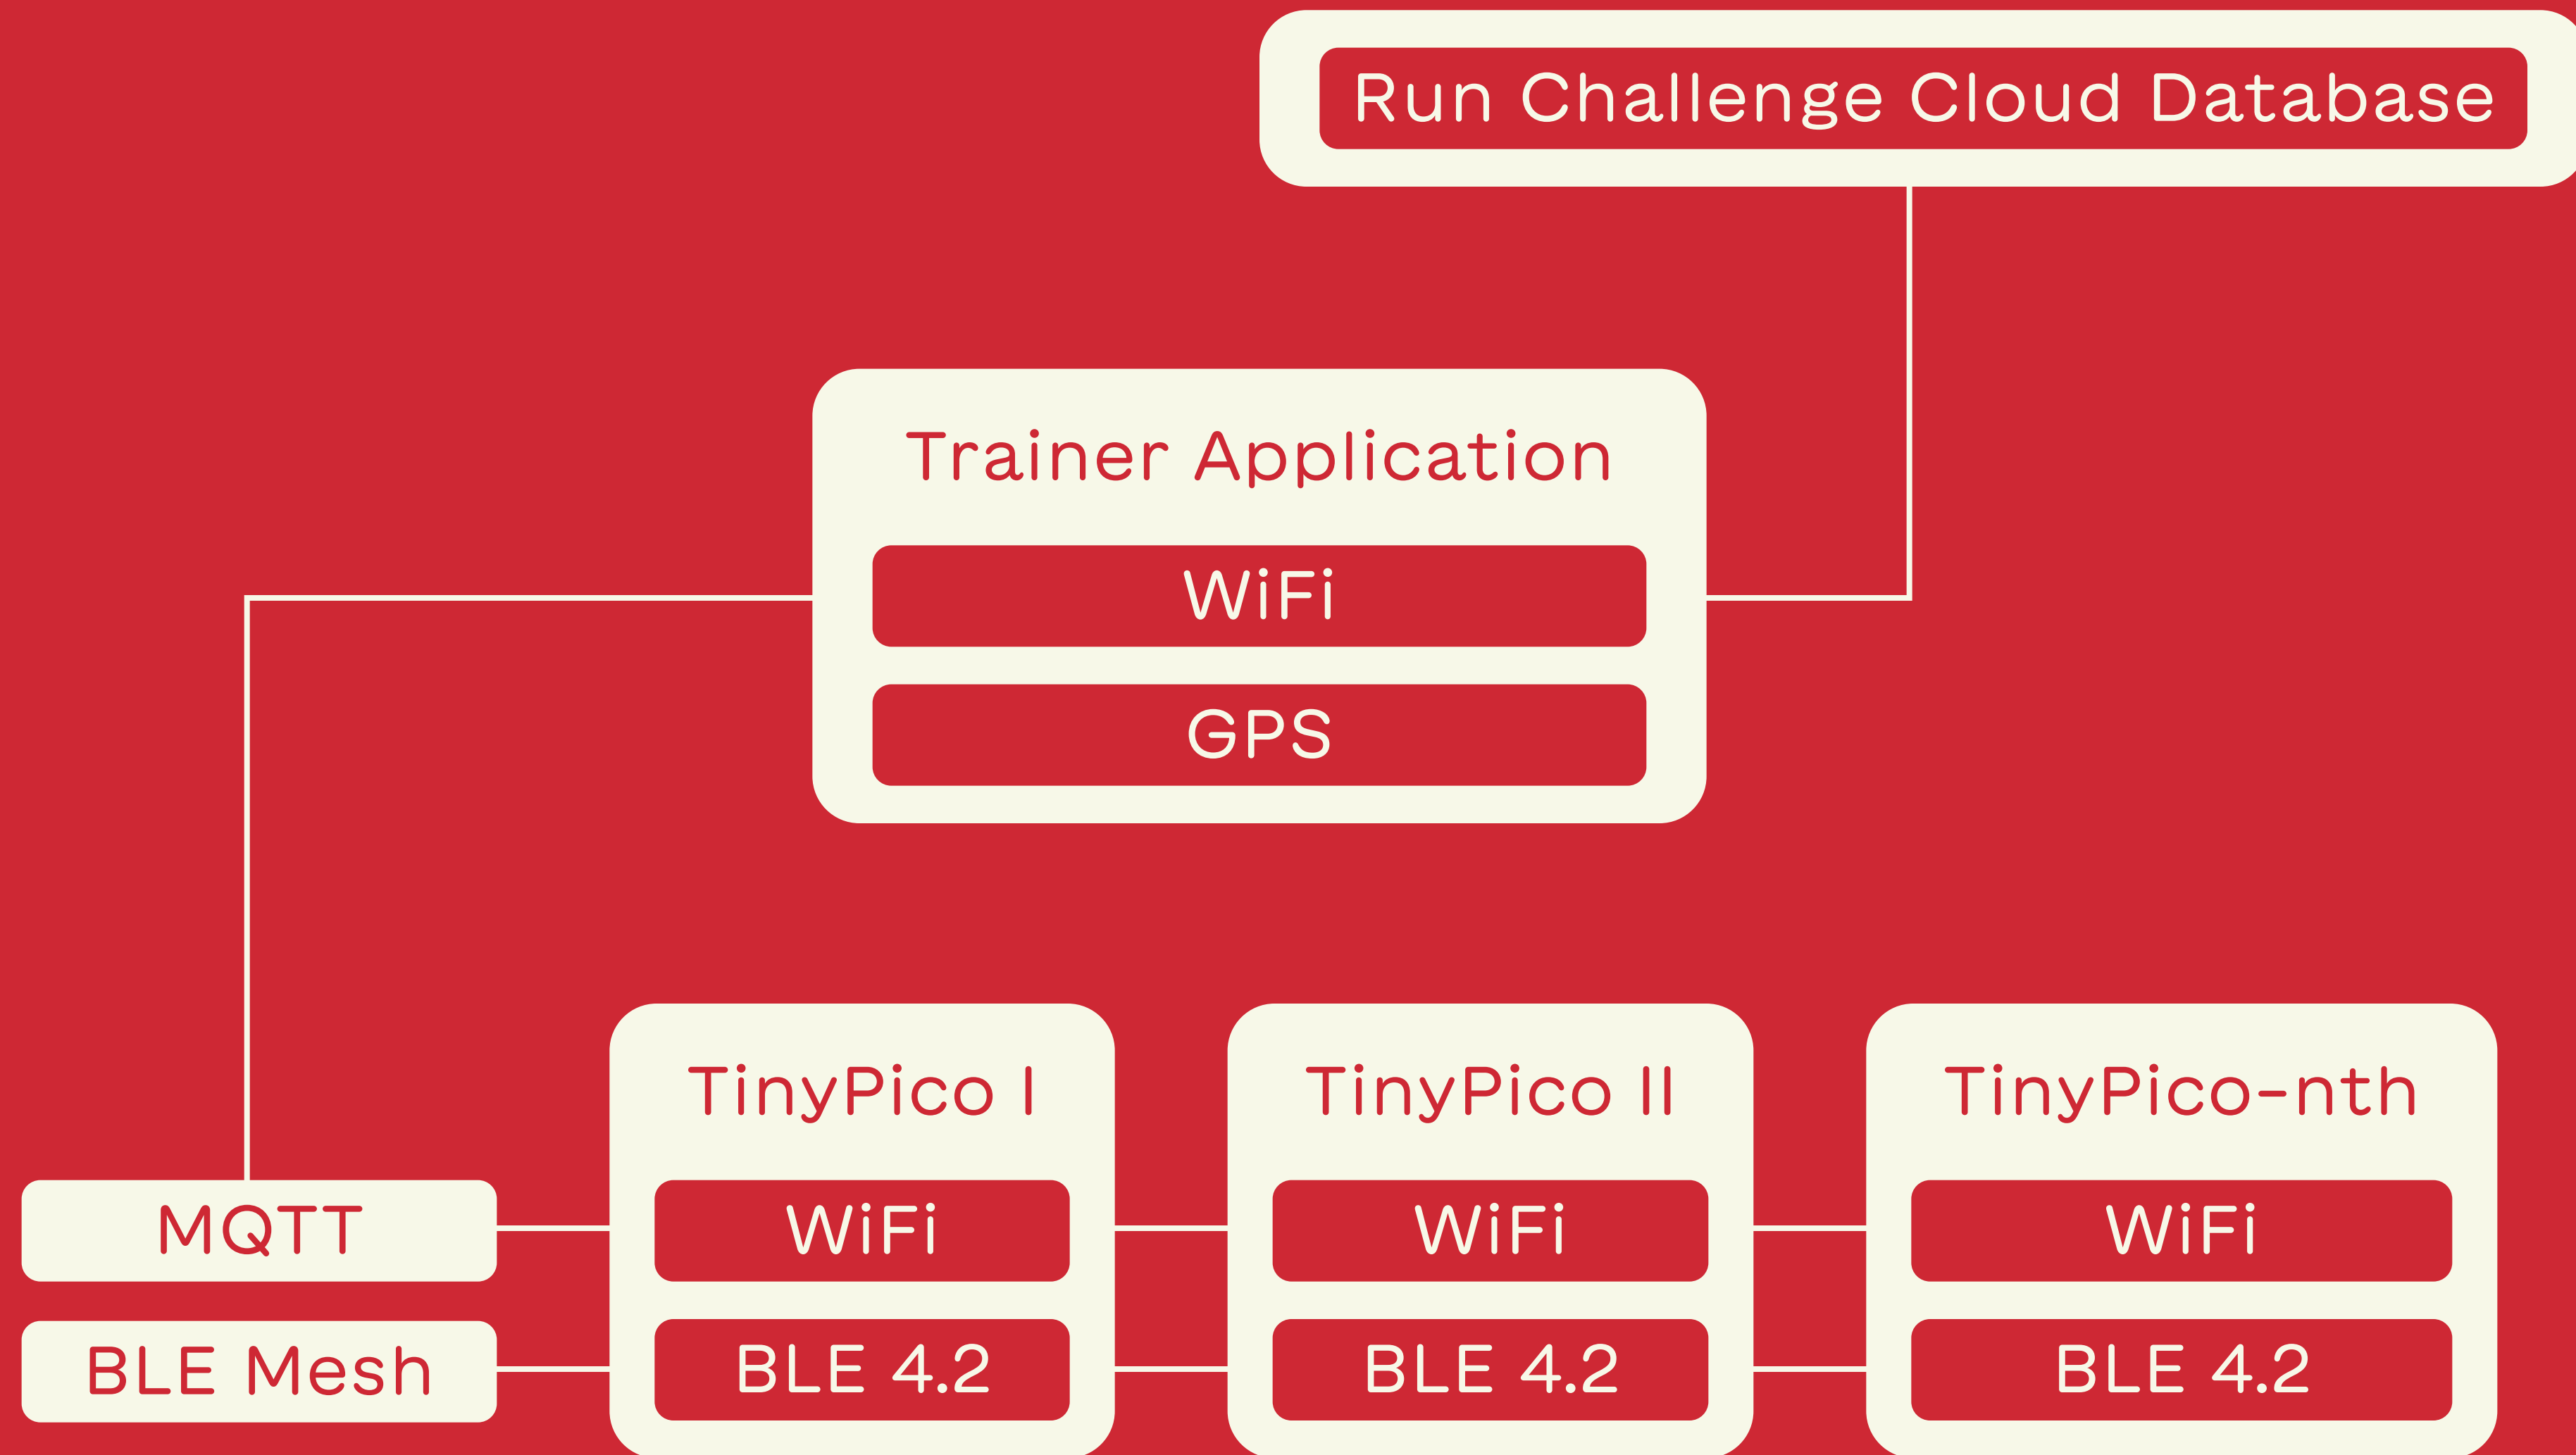 Run Challenge Cloud Database
Trainer Application
WiFi
GPS
TinyPico I
TinyPico II
TinyPico-nth
MQTT
WiFi
WiFi
WiFi
BLE Mesh
BLE 4.2
BLE 4.2
BLE 4.2